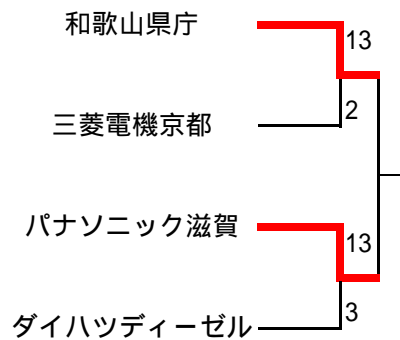 和歌山県庁
13
2
三菱電機京都
パナソニック滋賀
13
3
ダイハツディーゼル